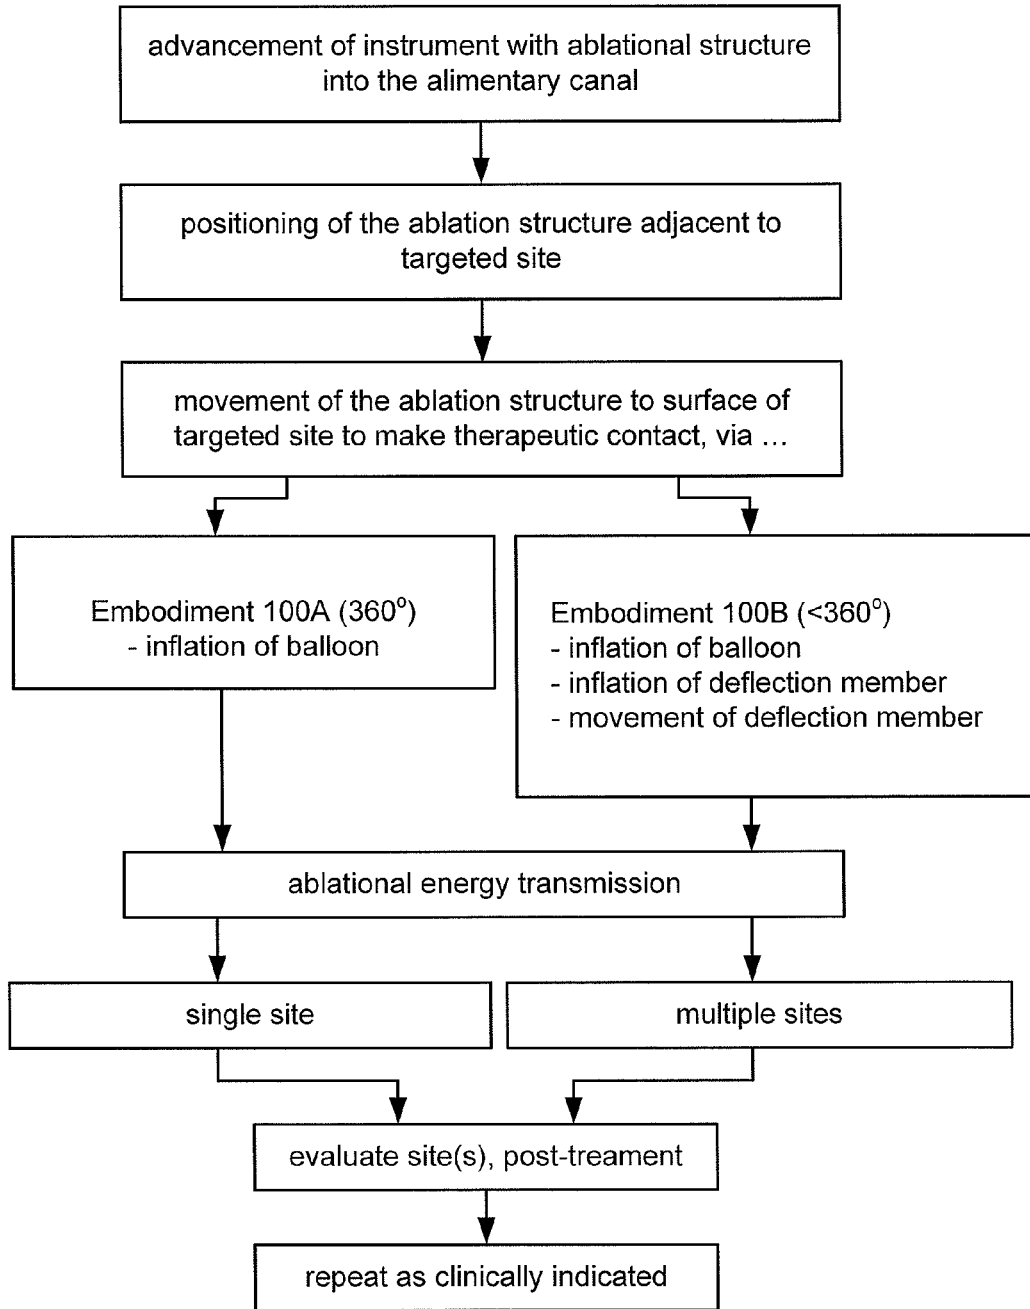 advancement of instrument with ablational structure
into the alimentary canal
positioning of the ablation structure adjacent to
targeted site
movement of the ablation structure to surface of
targeted site to make therapeutic contact, via ...
Embodiment 100A (360°)
- inflation of balloon
Embodiment 100B (<360°)
- inflation of balloon
- inflation of deflection member
- movement of deflection member
ablational energy transmission
single site
multiple sites
evaluate site(s), post-treament
repeat as clinically indicated